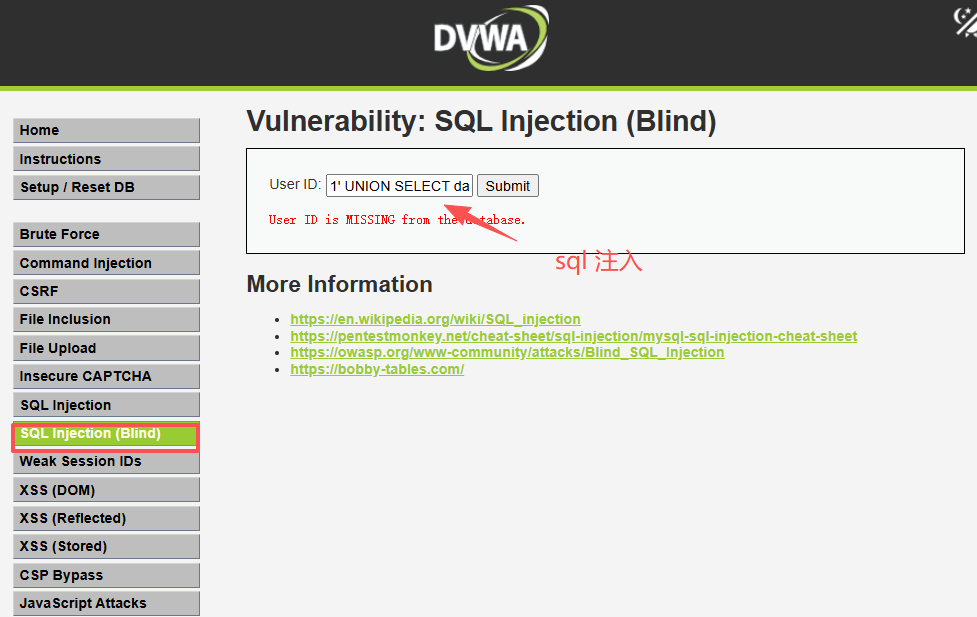 DVWA
Home
Instructions
Setup / Reset DB
Brute Force
Command Injection
CSRF
File Inclusion
File Upload
Insecure CAPTCHA
SQL Injection
SQL Injection (Blind)
Weak Session IDs
XSS (DOM)
XSS (Reflected)
XSS (Stored)
CSP Bypass
JavaScript Attacks
Vulnerability: SQL Injection (Blind)
User ID: 1' UNION SELECT da Submit
User ID is MISSING from the database.
sql 注入
More Information
https://en.wikipedia.org/wiki/SQL_injection
https://pentestmonkey.net/cheat-sheet/sql-injection/mysql-sql-injection-cheat-sheet
https://owasp.org/www-community/attacks/Blind_SQL_Injection
https://bobby-tables.com/